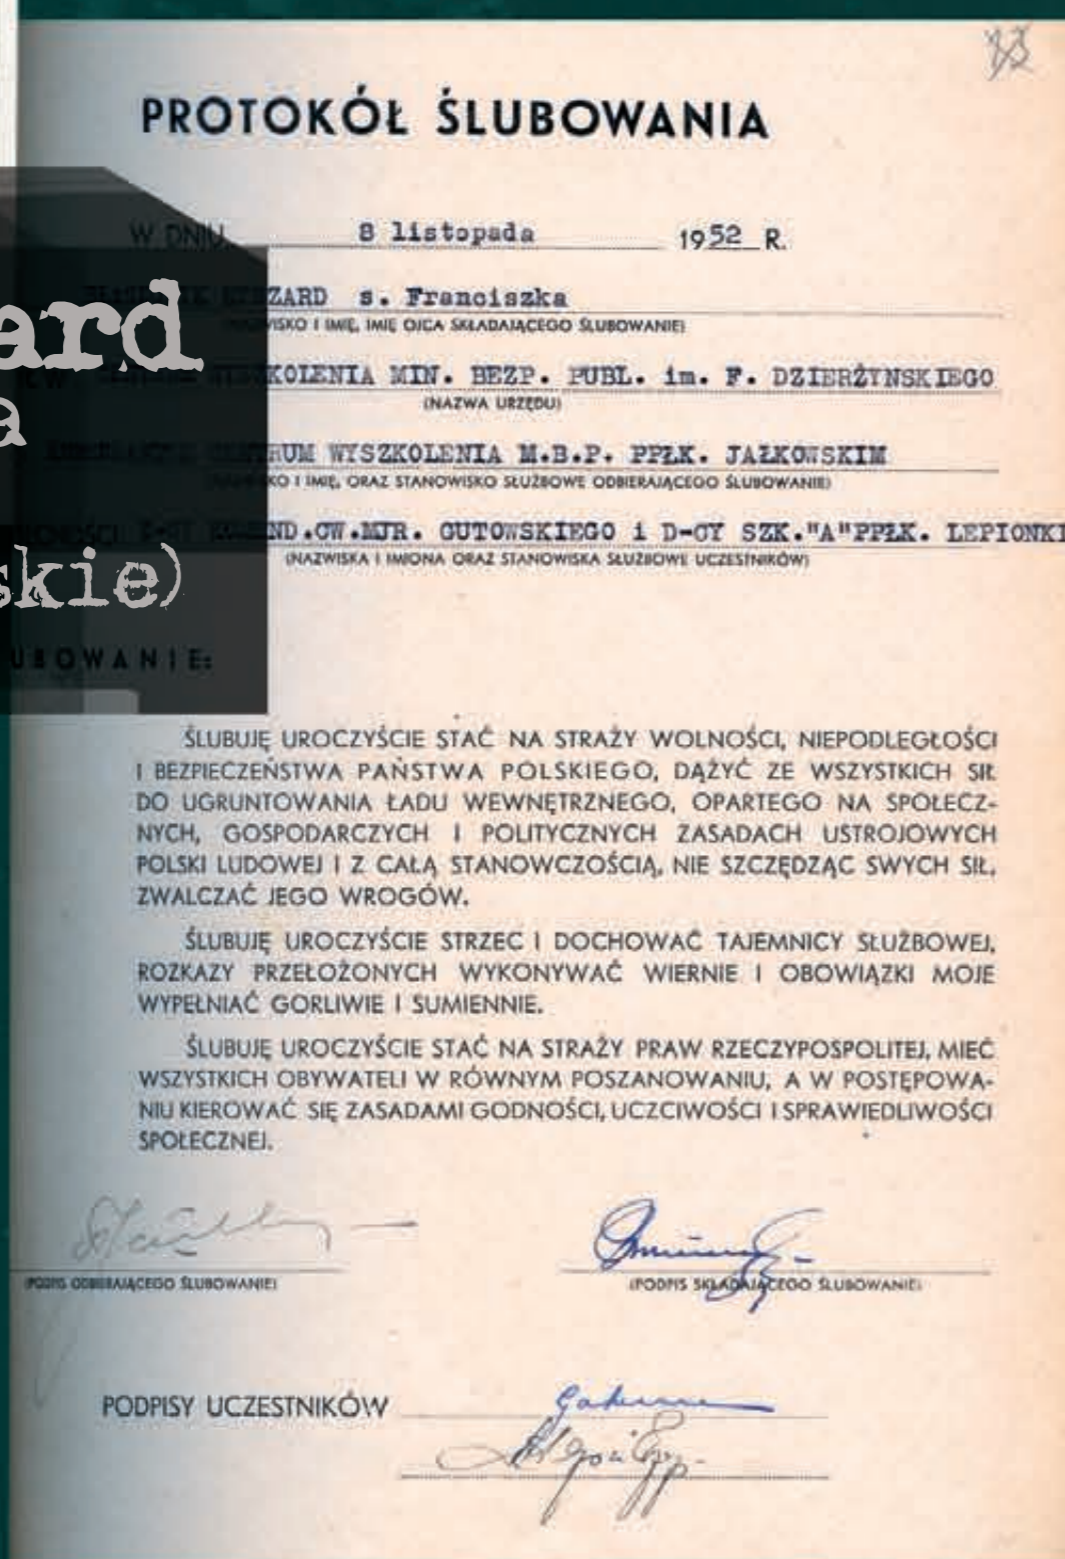 PROTOKÓŁ ŚLUBOWANIA
W DNIU 8 listopada 1952 R.
ZARD s. Franciszka
ISKO I IMIĘ, IMIĘ OJCA SKŁADAJĄCEGO ŚLUBOWANIE)
ard
KOLENIA MIN. BEZP. PUBL. im. F. DZIERŻYNSKIEGO
(NAZWA URZĘDU)
a
RUM WYSZKOLENIA M.B.P. PPŁK. JAŁKOWSKIM
KO I IMIĘ, ORAZ STANOWISKO SŁUŻBOWE ODBIERAJĄCEGO ŚLUBOWANIE)
END.CW.MJR. GUTOWSKIEGO i D-CY SZK."A"PPŁK. LEPIONKI
(NAZWISKA I IMIONA ORAZ STANOWISKA SŁUŻBOWE UCZESTNIKÓW)
skie)
UBOWANIE:
ŚLUBUJĘ UROCZYŚCIE STAĆ NA STRAŻY WOLNOŚCI, NIEPODLEGŁOŚCI
I BEZPIECZEŃSTWA PAŃSTWA POLSKIEGO, DĄŻYĆ ZE WSZYSTKICH SIŁ
DO UGRUNTOWANIA ŁADU WEWNĘTRZNEGO, OPARTEGO NA SPOŁECZ-
NYCH, GOSPODARCZYCH I POLITYCZNYCH ZASADACH USTROJOWYCH
POLSKI LUDOWEJ I Z CAŁĄ STANOWCZOŚCIĄ, NIE SZCZĘDZĄC SWYCH SIŁ,
ZWALCZAĆ JEGO WROGÓW.
ŚLUBUJĘ UROCZYŚCIE STRZEC I DOCHOWAĆ TAJEMNICY SŁUŻBOWEJ,
ROZKAZY PRZEŁOŻONYCH WYKONYWAĆ WIERNIE I OBOWIĄZKI MOJE
WYPEŁNIAĆ GORLIWIE I SUMIENNIE.
ŚLUBUJĘ UROCZYŚCIE STAĆ NA STRAŻY PRAW RZECZYPOSPOLITEJ, MIEĆ
WSZYSTKICH OBYWATELI W RÓWNYM POSZANOWANIU, A W POSTĘPOWA-
NIU KIEROWAĆ SIĘ ZASADAMI GODNOŚCI, UCZCIWOŚCI I SPRAWIEDLIWOŚCI
SPOŁECZNEJ.
(PODPIS ODBIERAJĄCEGO ŚLUBOWANIE)
(PODPIS SKŁADAJĄCEGO ŚLUBOWANIE)
PODPISY UCZESTNIKÓW